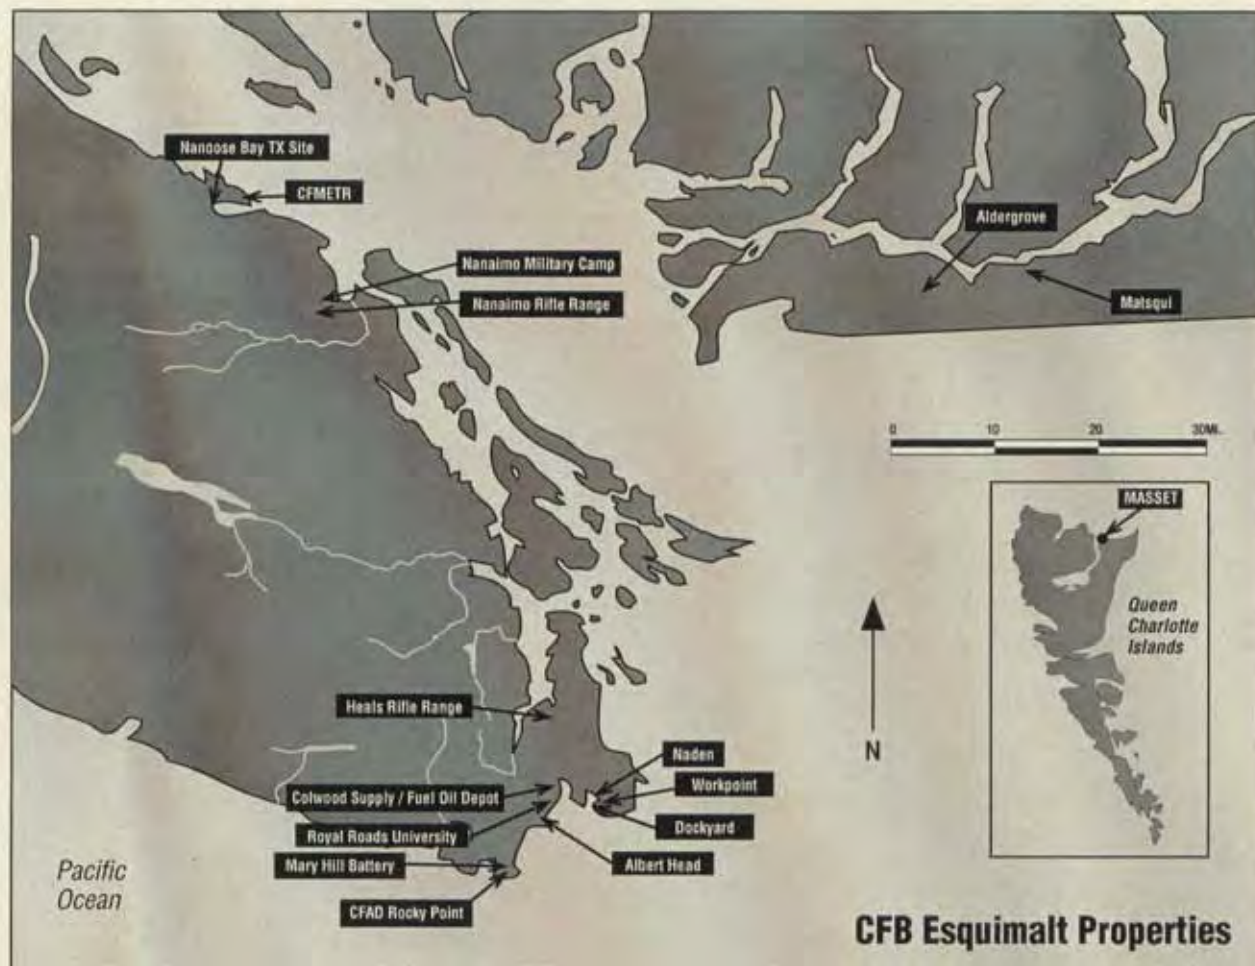 Nanoose Bay TX Site
CFMETR
Nanaimo Military Camp
Nanaimo Rifle Range
Aldergrove
Matsqui
0 10 20 30MI.
MASSET
Queen
Charlotte
Islands
N
Heals Rifle Range
Naden
Workpoint
Dockyard
Colwood Supply / Fuel Oil Depot
Royal Roads University
Mary Hill Battery
Albert Head
CFAD Rocky Point
Pacific
Ocean
CFB Esquimalt Properties